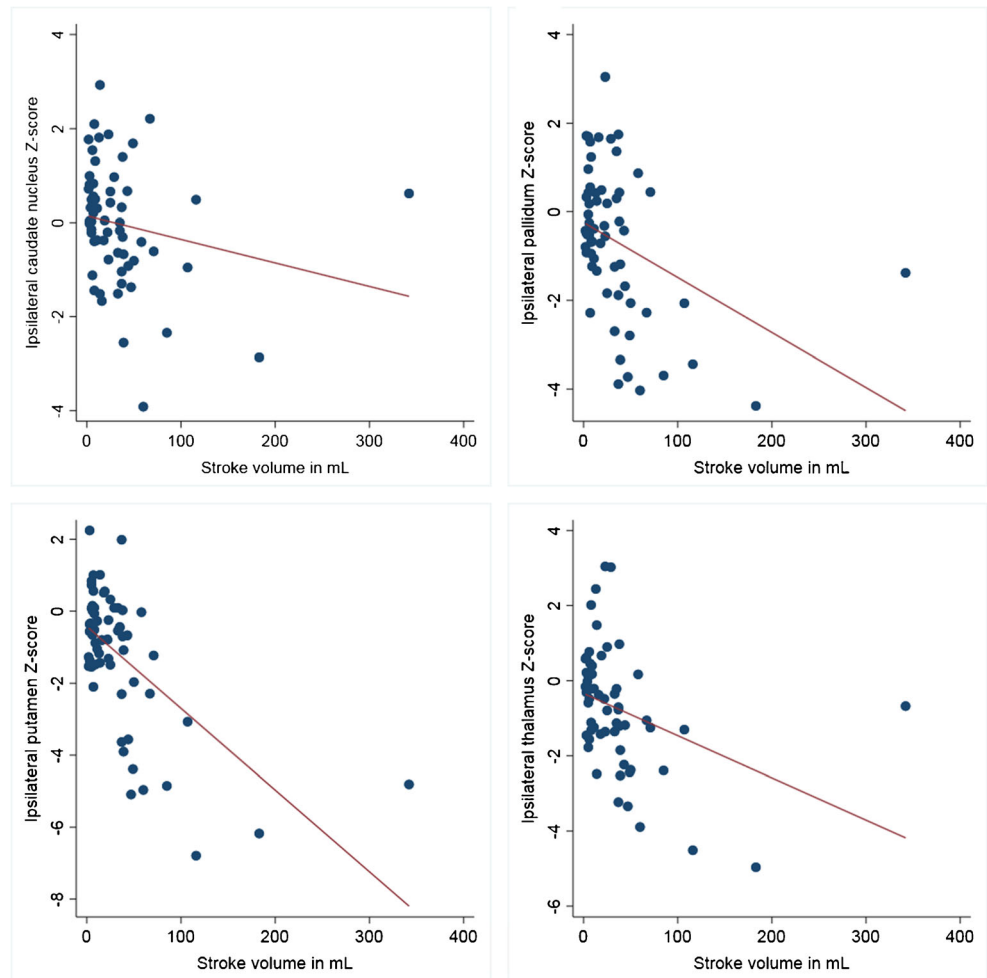 Ipsilateral caudate nucleus Z-score
4
2
0
-2
-4
0 100 200 300 400
Stroke volume in mL
Ipsilateral pallidum Z-score
4
2
0
-2
-4
0 100 200 300 400
Stroke volume in mL
Ipsilateral putamen Z-score
2
0
-2
-4
-6
-8
0 100 200 300 400
Stroke volume in mL
Ipsilateral thalamus Z-score
4
2
0
-2
-4
-6
0 100 200 300 400
Stroke volume in mL